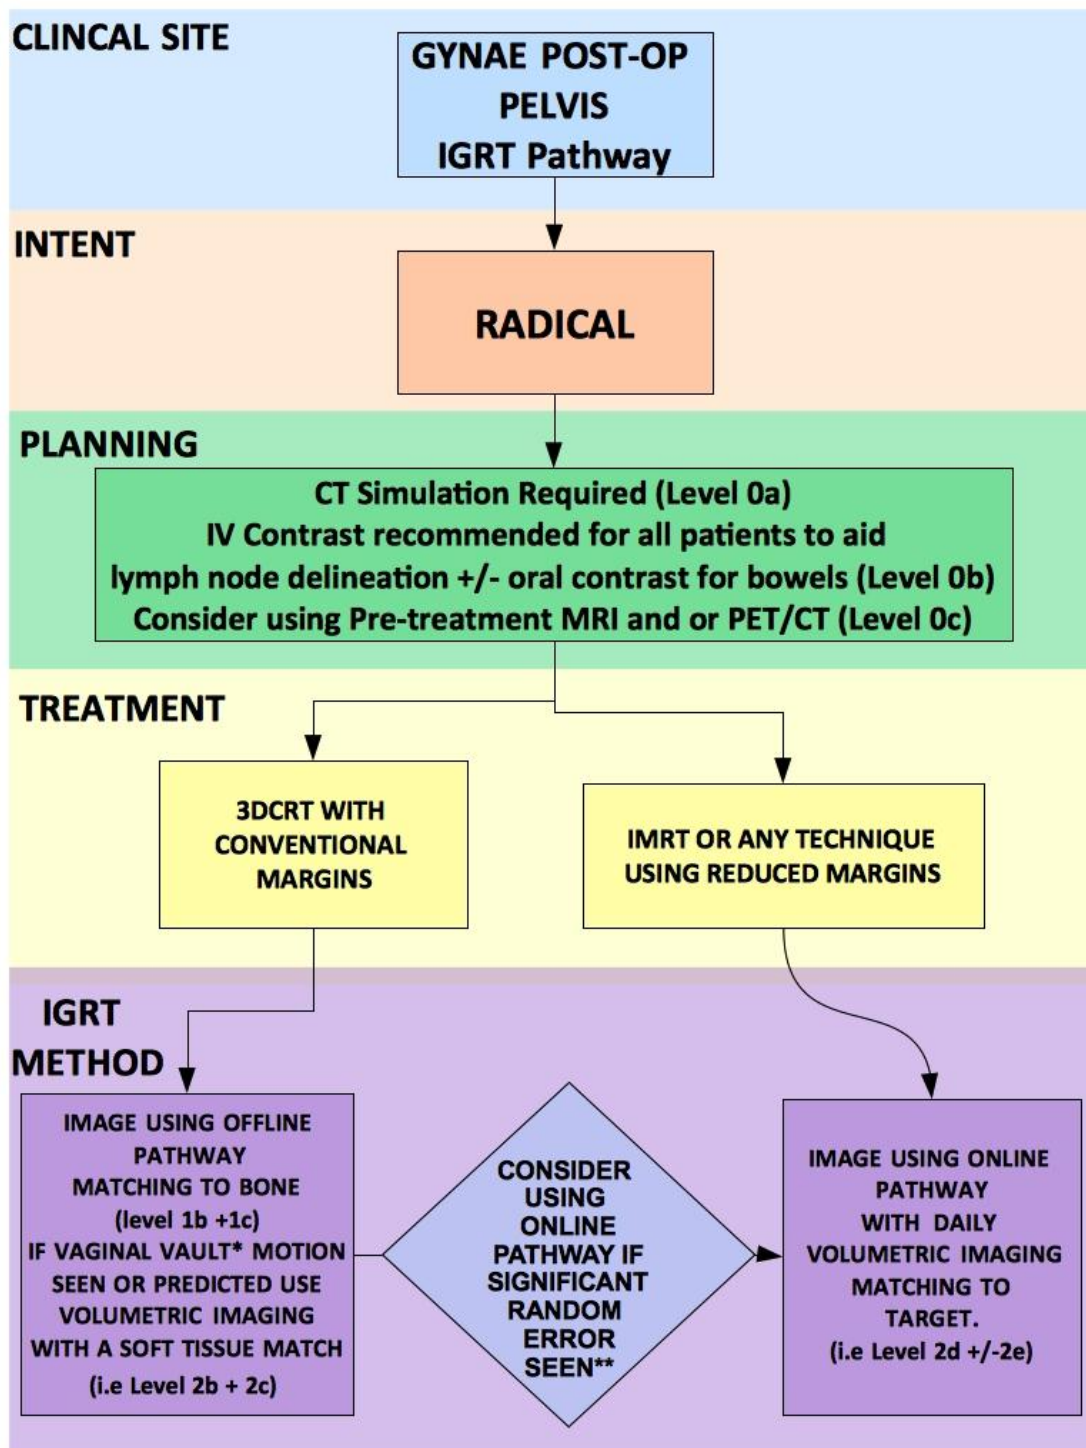 CLINCAL SITE
GYNAE POST-OP
PELVIS
IGRT Pathway
INTENT
RADICAL
PLANNING
CT Simulation Required (Level 0a)
IV Contrast recommended for all patients to aid
lymph node delineation +/- oral contrast for bowels (Level 0b)
Consider using Pre-treatment MRI and or PET/CT (Level 0c)
TREATMENT
3DCRT WITH
CONVENTIONAL
MARGINS
IMRT OR ANY TECHNIQUE
USING REDUCED MARGINS
IGRT
METHOD
IMAGE USING OFFLINE
PATHWAY
MATCHING TO BONE
(level 1b +1c)
IF VAGINAL VAULT* MOTION
SEEN OR PREDICTED USE
VOLUMETRIC IMAGING
WITH A SOFT TISSUE MATCH
(i.e Level 2b + 2c)
CONSIDER
USING
ONLINE
PATHWAY IF
SIGNIFICANT
RANDOM
ERROR
SEEN**
IMAGE USING ONLINE
PATHWAY
WITH DAILY
VOLUMETRIC IMAGING
MATCHING TO
TARGET.
(i.e Level 2d +/-2e)